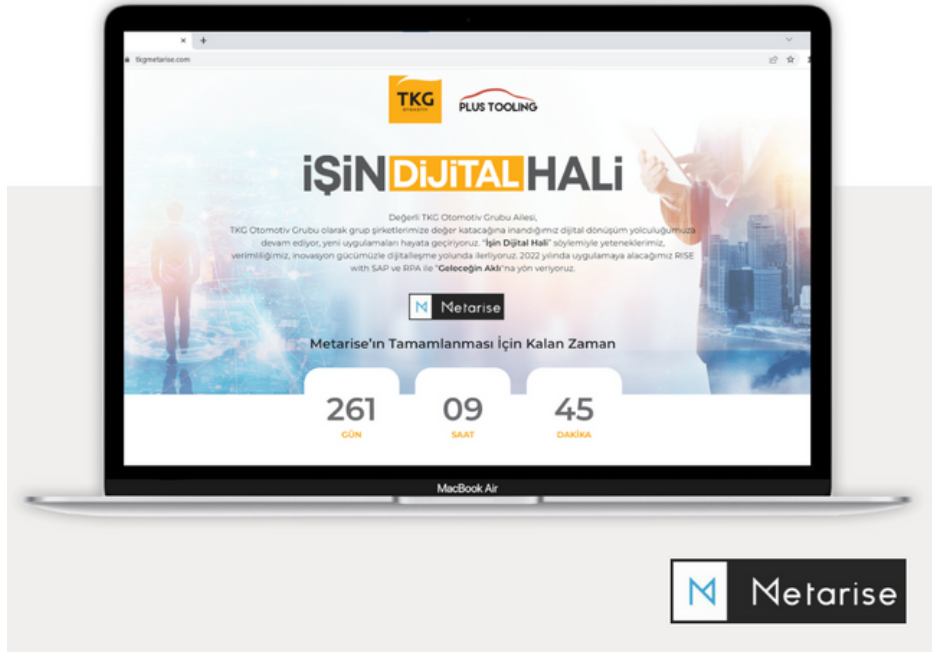 tkgmetarise.com
TKG
OTOMOTİV
PLUS TOOLING
İŞİN DİJİTAL HALİ
Değerli TKG Otomotiv Grubu Ailesi,
TKG Otomotiv Grubu olarak grup şirketlerimize değer katacağına inandığımız dijital dönüşüm yolculuğumuza
devam ediyor, yeni uygulamaları hayata geçiriyoruz. "İşin Dijital Hali" söylemiyle yeteneklerimiz,
verimliliğimiz, inovasyon gücümüzle dijitalleşme yolunda ilerliyoruz. 2022 yılında uygulamaya alacağımız RISE
with SAP ve RPA ile "Geleceğin Aklı"na yön veriyoruz.
Metarise
Metarise'ın Tamamlanması İçin Kalan Zaman
261 09 45
GÜN SAAT DAKİKA
MacBook Air
Metarise